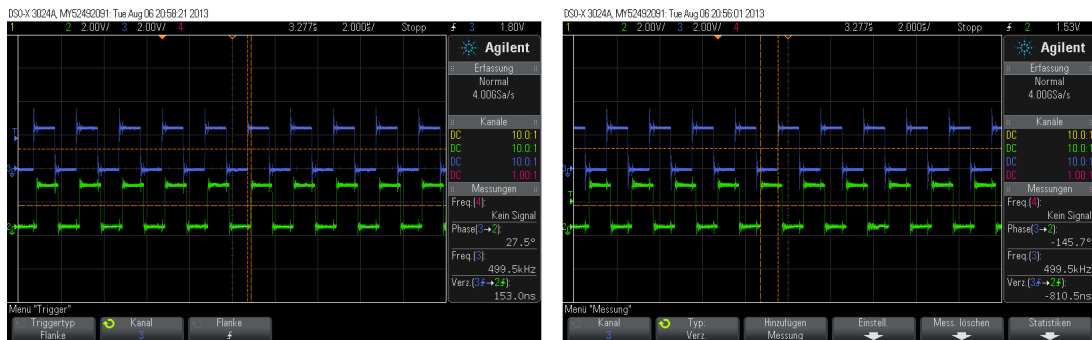 DSO-X 3024A, MY52492091: Tue Aug 06 20:58:21 2013
1 2 2.00V/ 3 2.00V/ 4 3.277s 2.000s/ Stopp 3 1.80V
Agilent
Erfassung
Normal
4.00GSa/s
Kanäle
DC 10.0:1
DC 10.0:1
DC 10.0:1
DC 1.00:1
Messungen
Freq.(4):
Kein Signal
Phase(3→2):
27.5°
Freq.(3):
499.5kHz
Verz.(3→2):
153.0ns
Menü "Trigger"
Triggertyp Kanal Flanke
Flanke 3
DSO-X 3024A, MY52492091: Tue Aug 06 20:56:01 2013
1 2 2.00V/ 3 2.00V/ 4 3.277s 2.000s/ Stopp 2 1.53V
Agilent
Erfassung
Normal
4.00GSa/s
Kanäle
DC 10.0:1
DC 10.0:1
DC 10.0:1
DC 1.00:1
Messungen
Freq.(4):
Kein Signal
Phase(3→2):
-145.7°
Freq.(3):
499.5kHz
Verz.(3→2):
-810.5ns
Menü "Messung"
Kanal Typ: Hinzufügen Einstell. Mess. löschen Statistiken
3 Verz. Messung